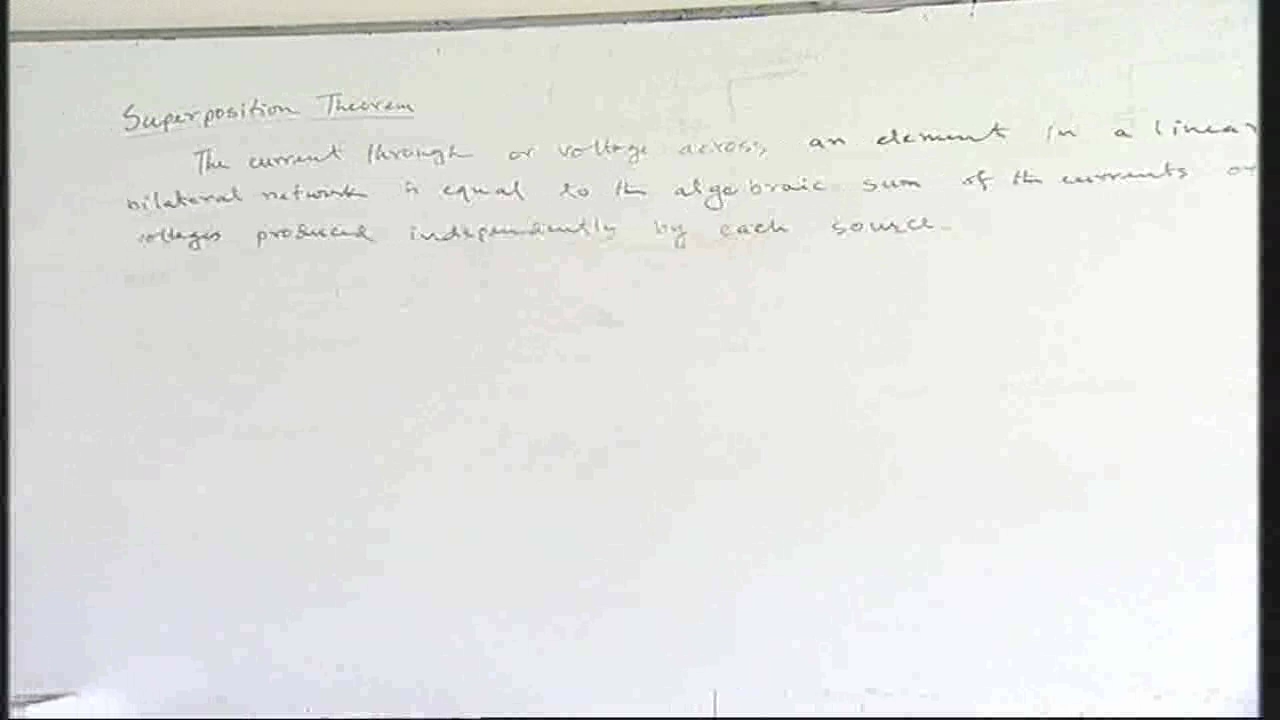 Superposition Theorem
The current through or voltage across an element in a linear
bilateral network is equal to the algebraic sum of the currents or
voltages produced independently by each source.